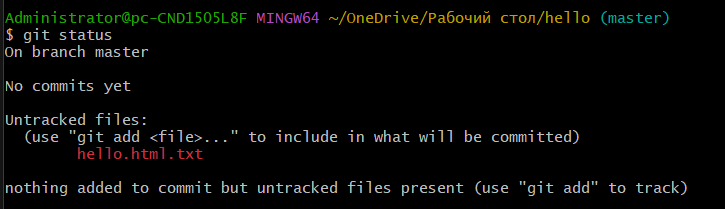 Administrator@pc-CND1505L8F MINGW64 ~/OneDrive/Рабочий стол/hello (master)
$ git status
On branch master
No commits yet
Untracked files:
(use "git add <file>..." to include in what will be committed)
hello.html.txt
nothing added to commit but untracked files present (use "git add" to track)